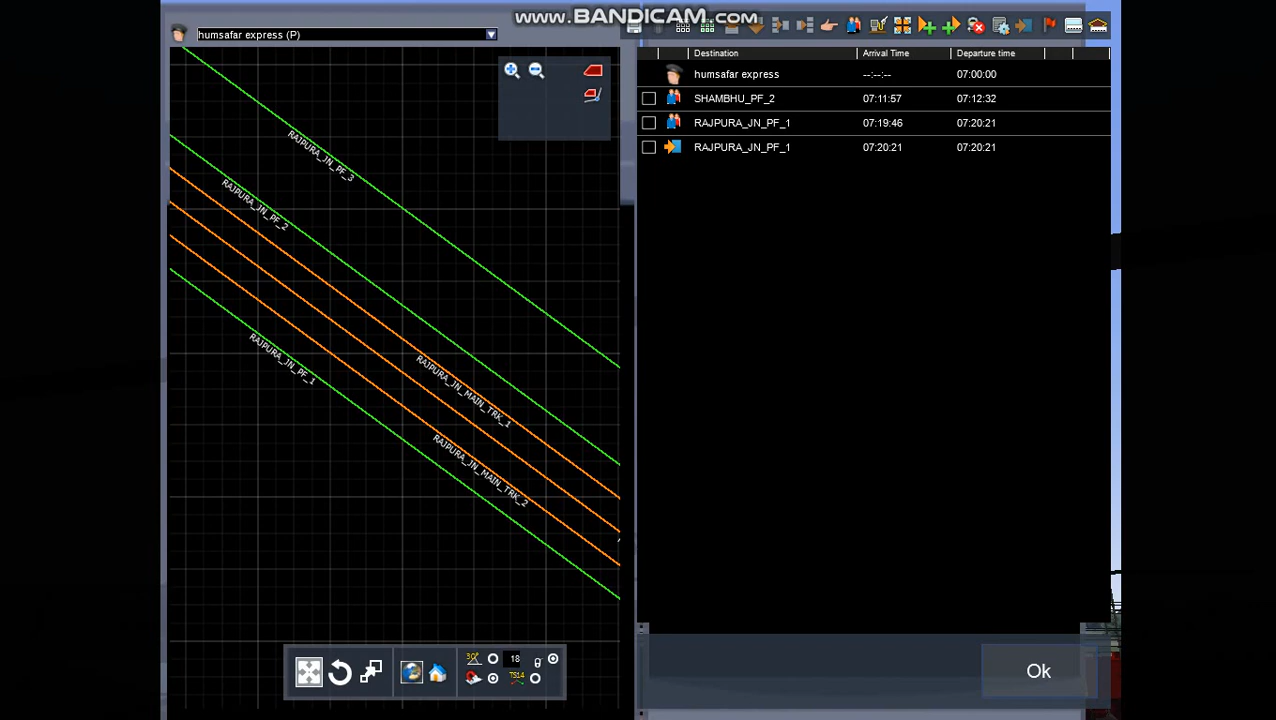 www.BANDICAM.com
humsafar express (P)
Destination Arrival Time Departure time
humsafar express --:--:-- 07:00:00
SHAMBHU_PF_2 07:11:57 07:12:32
RAJPURA_JN_PF_1 07:19:46 07:20:21
RAJPURA_JN_PF_1 07:20:21 07:20:21
RAJPURA_JN_PF_3
RAJPURA_JN_PF_2
RAJPURA_JN_PF_1
RAJPURA_JN_MAIN_TRK_1
RAJPURA_JN_MAIN_TRK_2
30° 18
TS14
Ok